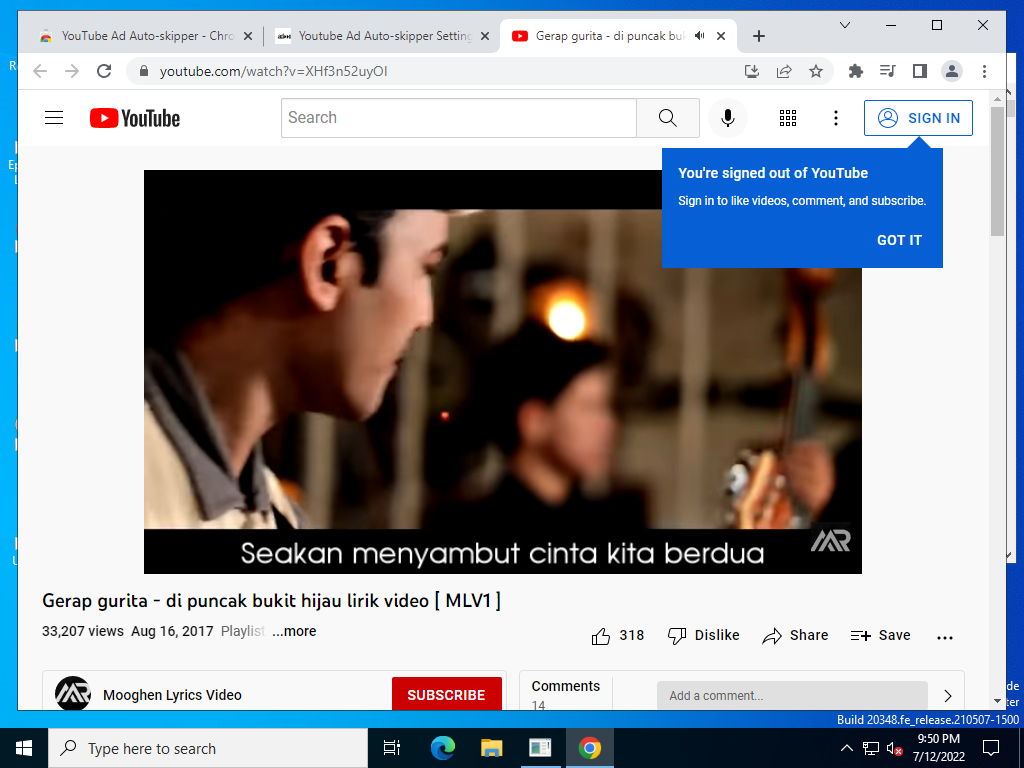 YouTube Ad Auto-skipper - Chro
Youtube Ad Auto-skipper Setting
Gerap gurita - di puncak buk
youtube.com/watch?v=XHf3n52uyOI
YouTube
Search
SIGN IN
You're signed out of YouTube
Sign in to like videos, comment, and subscribe.
GOT IT
Seakan menyambut cinta kita berdua
MR
Gerap gurita - di puncak bukit hijau lirik video [ MLV1 ]
33,207 views Aug 16, 2017 Playlist ...more
318
Dislike
Share
Save
Mooghen Lyrics Video
SUBSCRIBE
Comments
14
Add a comment...
Build 20348.fe_release.210507-1500
Type here to search
9:50 PM
7/12/2022